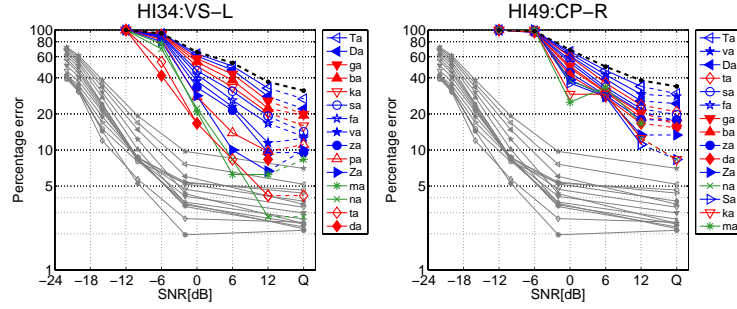 HI34:VS−L
Percentage error
100
80
60
40
20
10
5
1
−24 −18 −12 −6 0 6 12 Q
SNR[dB]
Ta
Da
ga
ba
ka
sa
fa
va
za
pa
Za
ma
na
ta
da
HI49:CP−R
Percentage error
100
80
60
40
20
10
5
1
−24 −18 −12 −6 0 6 12 Q
SNR[dB]
Ta
va
Da
ta
sa
fa
ga
ba
za
da
Za
na
Sa
ka
ma